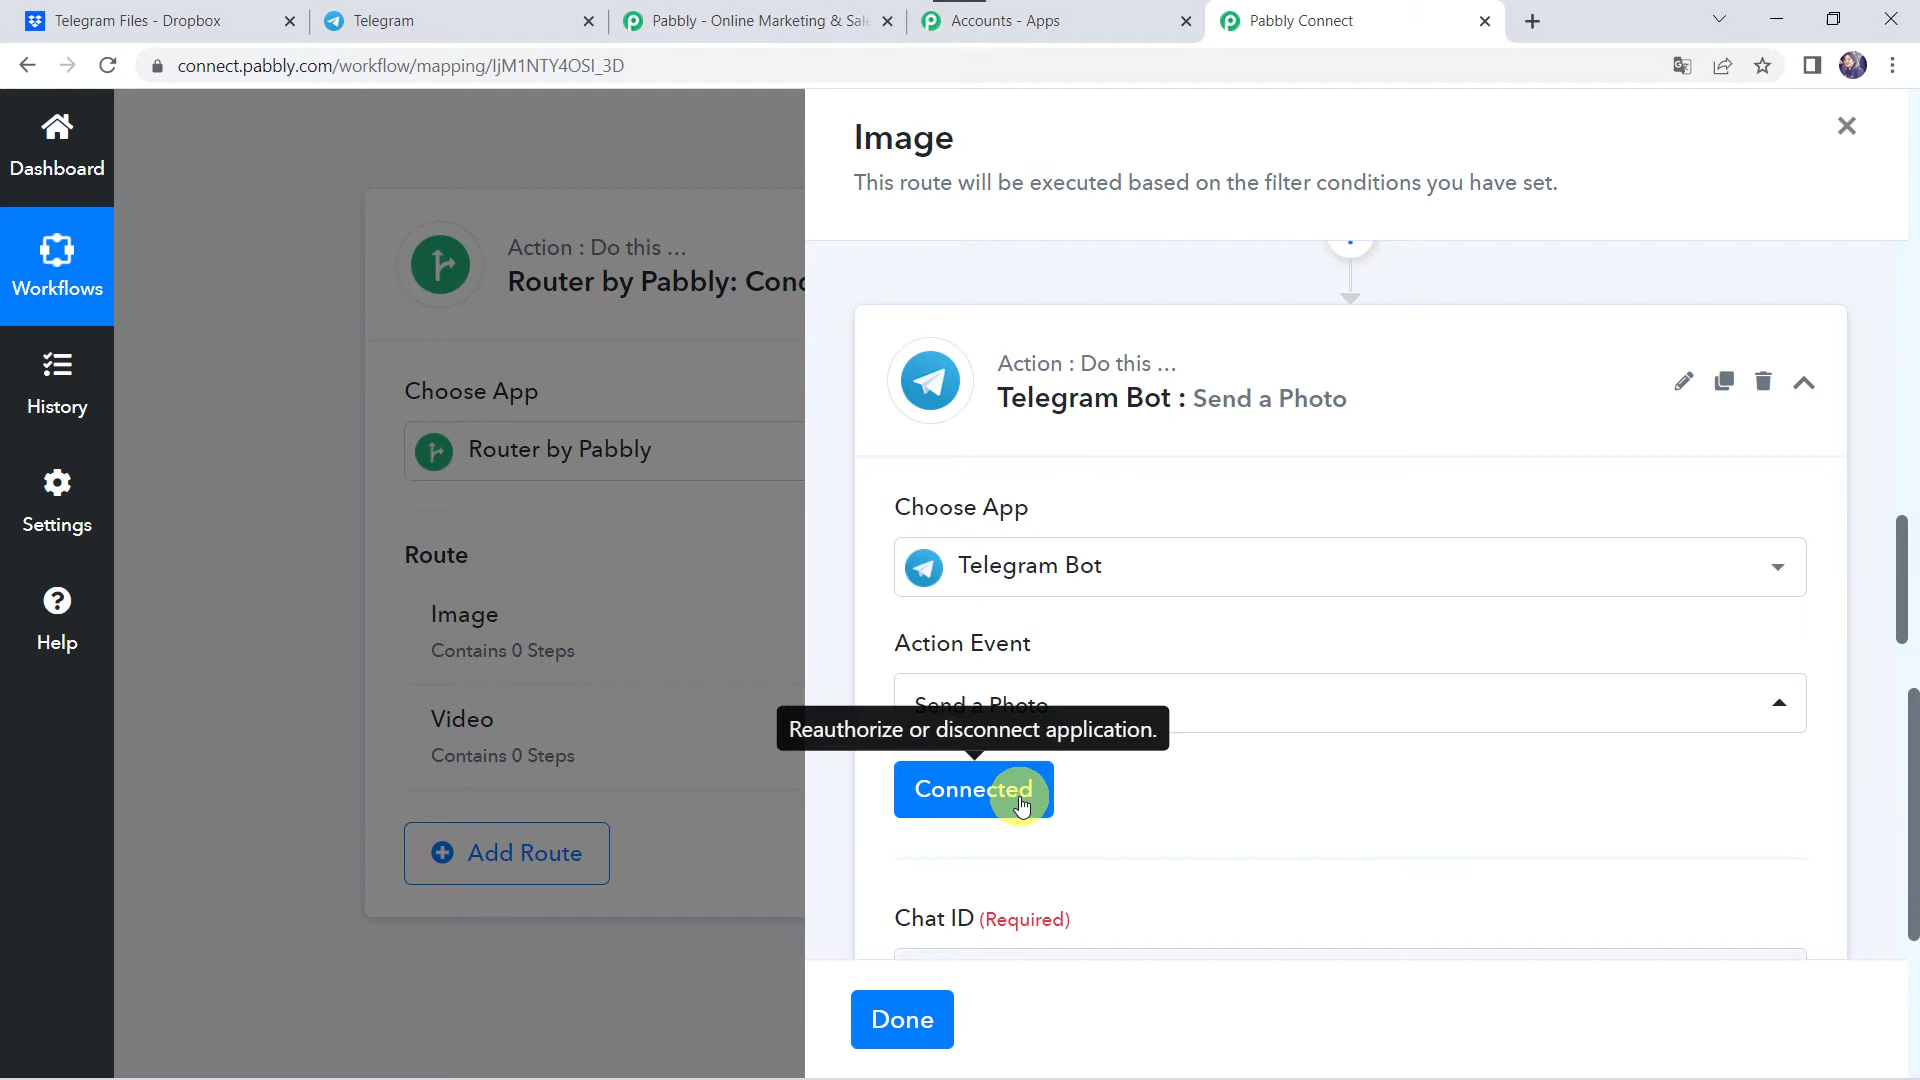 Telegram Files - Dropbox
Telegram
Pabbly - Online Marketing & Sale
Accounts - Apps
Pabbly Connect
connect.pabbly.com/workflow/mapping/IjM1NTY4OSI_3D
Dashboard
Workflows
History
Settings
Help
Action : Do this ...
Router by Pabbly: Cond
Choose App
Router by Pabbly
Route
Image
Contains 0 Steps
Video
Contains 0 Steps
Add Route
Image
This route will be executed based on the filter conditions you have set.
Action : Do this ...
Telegram Bot : Send a Photo
Choose App
Telegram Bot
Action Event
Send a Photo
Reauthorize or disconnect application.
Connected
Chat ID (Required)
Done